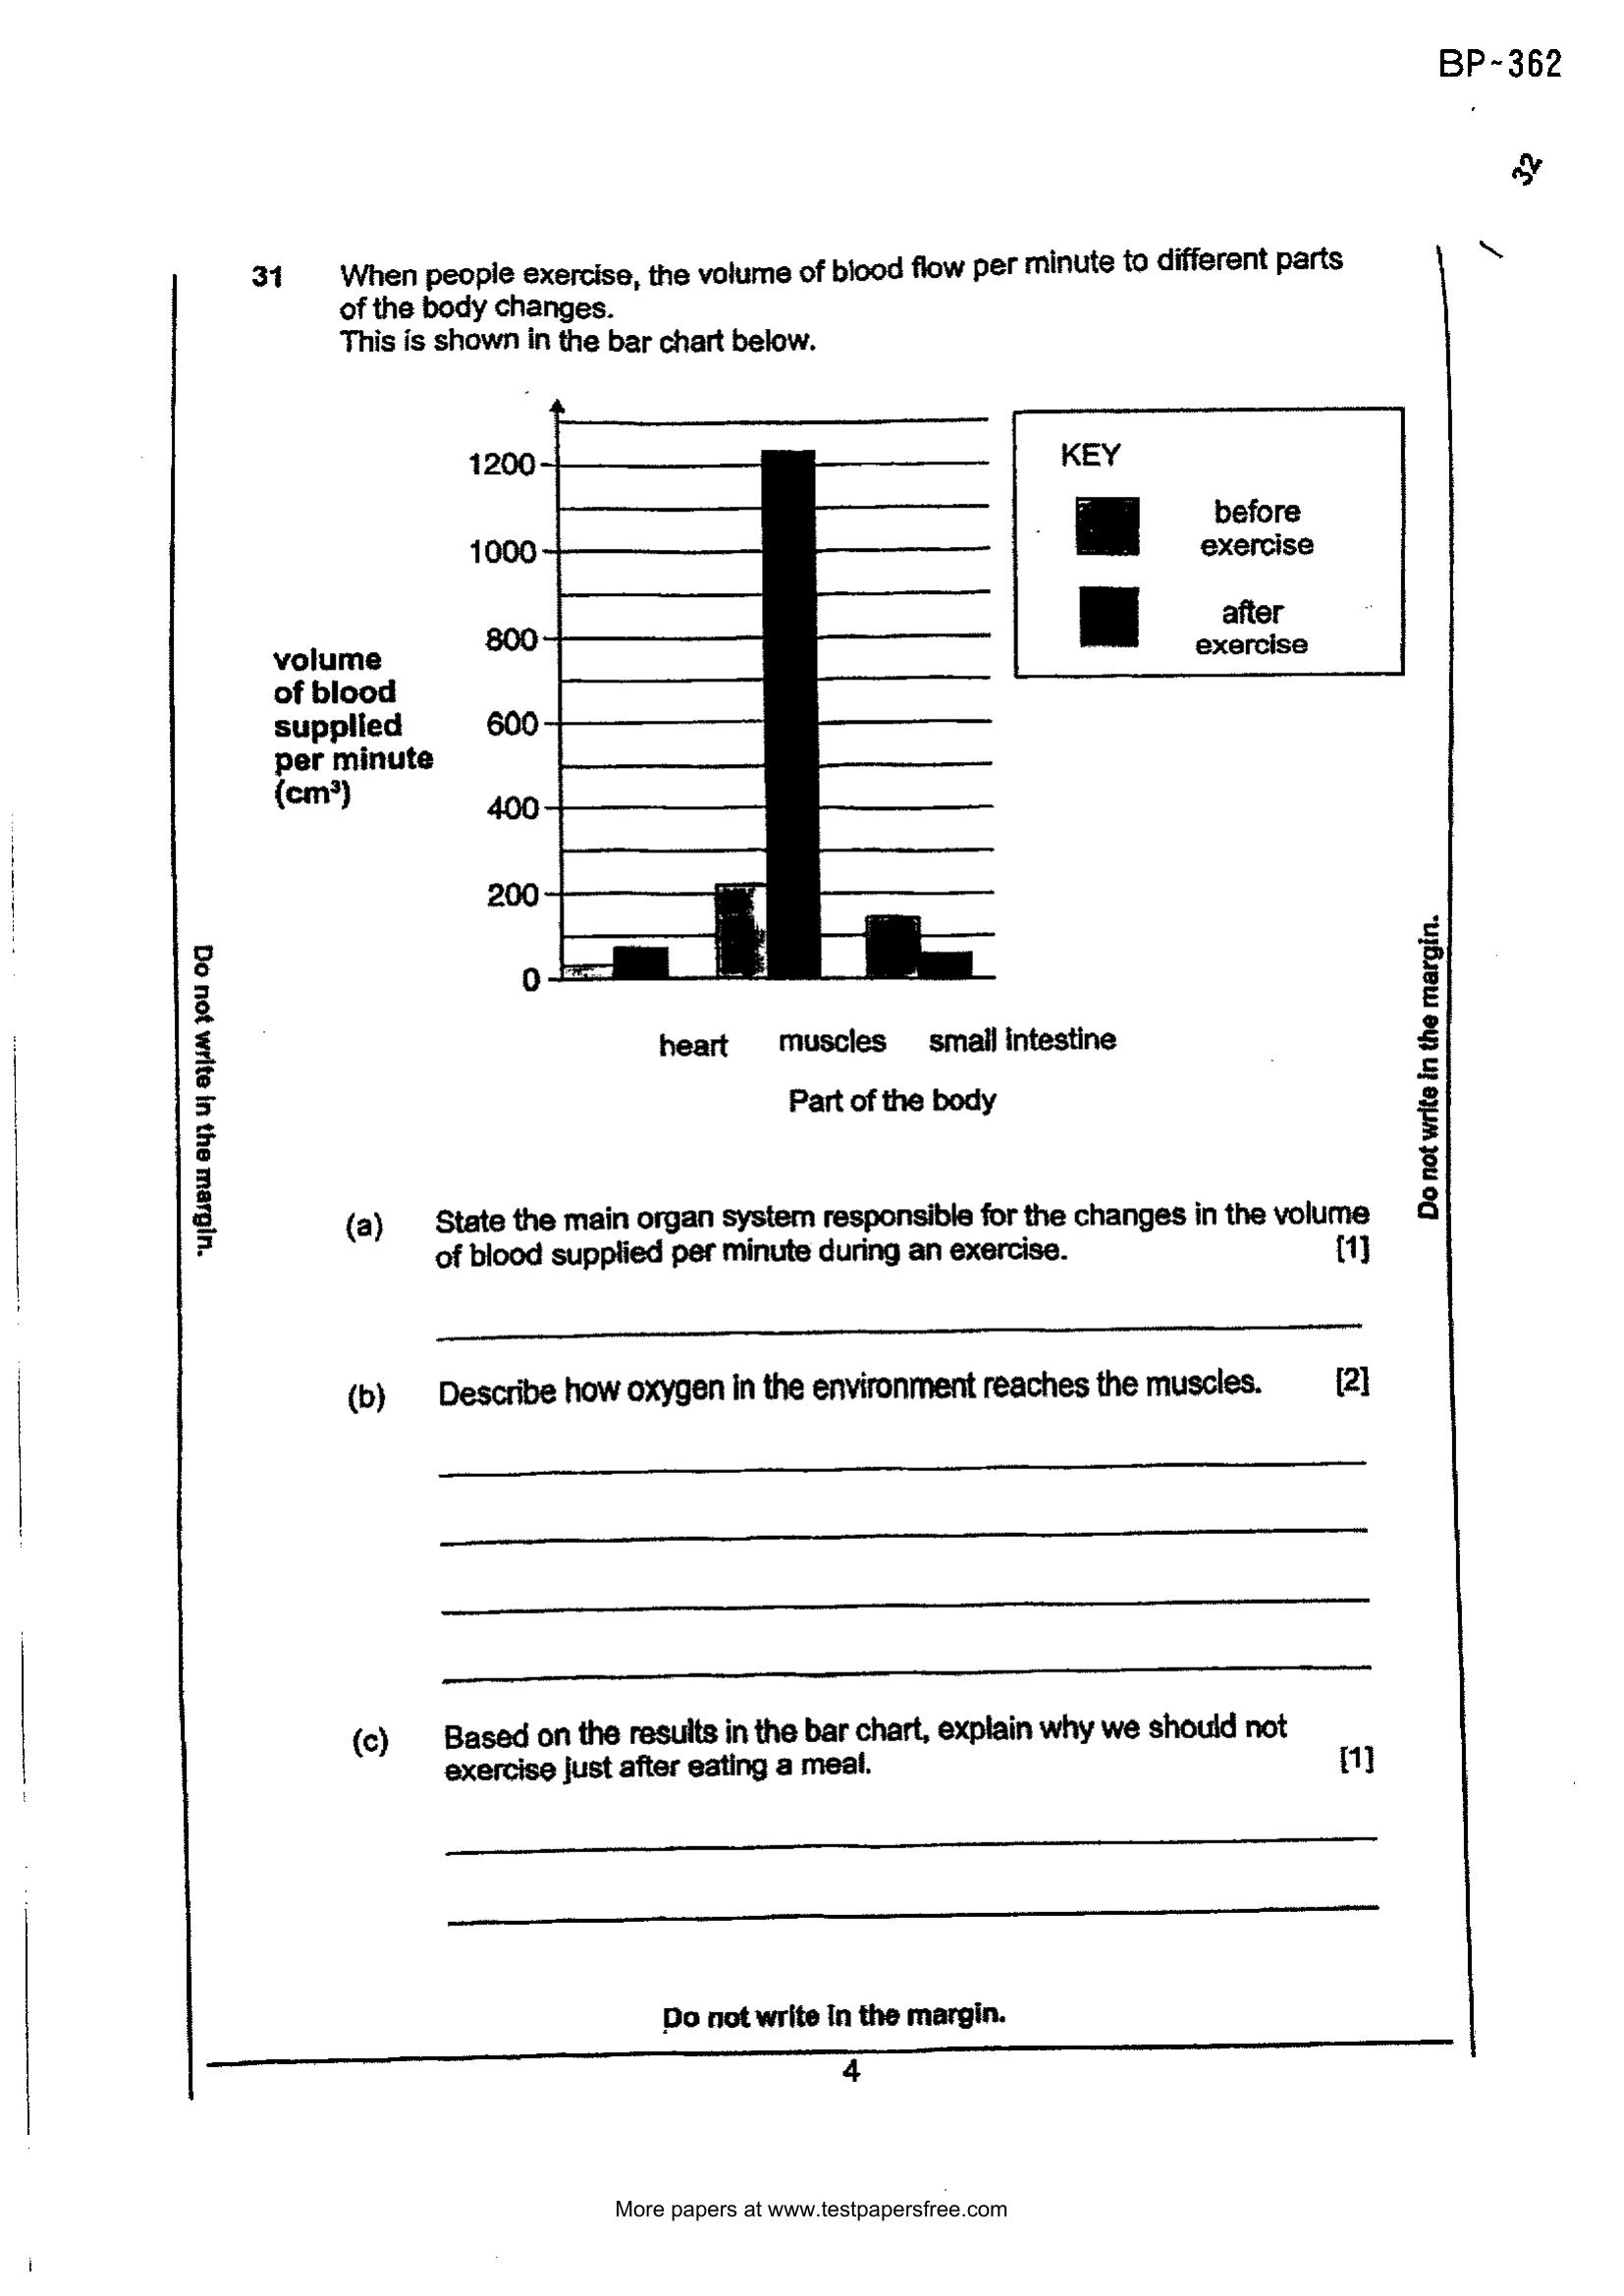 BP~362
32
31 When people exercise, the volume of blood flow per minute to different parts
of the body changes.
This is shown in the bar chart below.
KEY
before
exercise
after
exercise
volume
of blood
supplied
per minute
(cm³)
1200
1000
800
600
400
200
0
heart muscles small intestine
Part of the body
Do not write in the margin.
Do not write in the margin.
(a) State the main organ system responsible for the changes in the volume
of blood supplied per minute during an exercise. [1]
(b) Describe how oxygen in the environment reaches the muscles. [2]
(c) Based on the results in the bar chart, explain why we should not
exercise just after eating a meal. [1]
Do not write in the margin.
4
More papers at www.testpapersfree.com